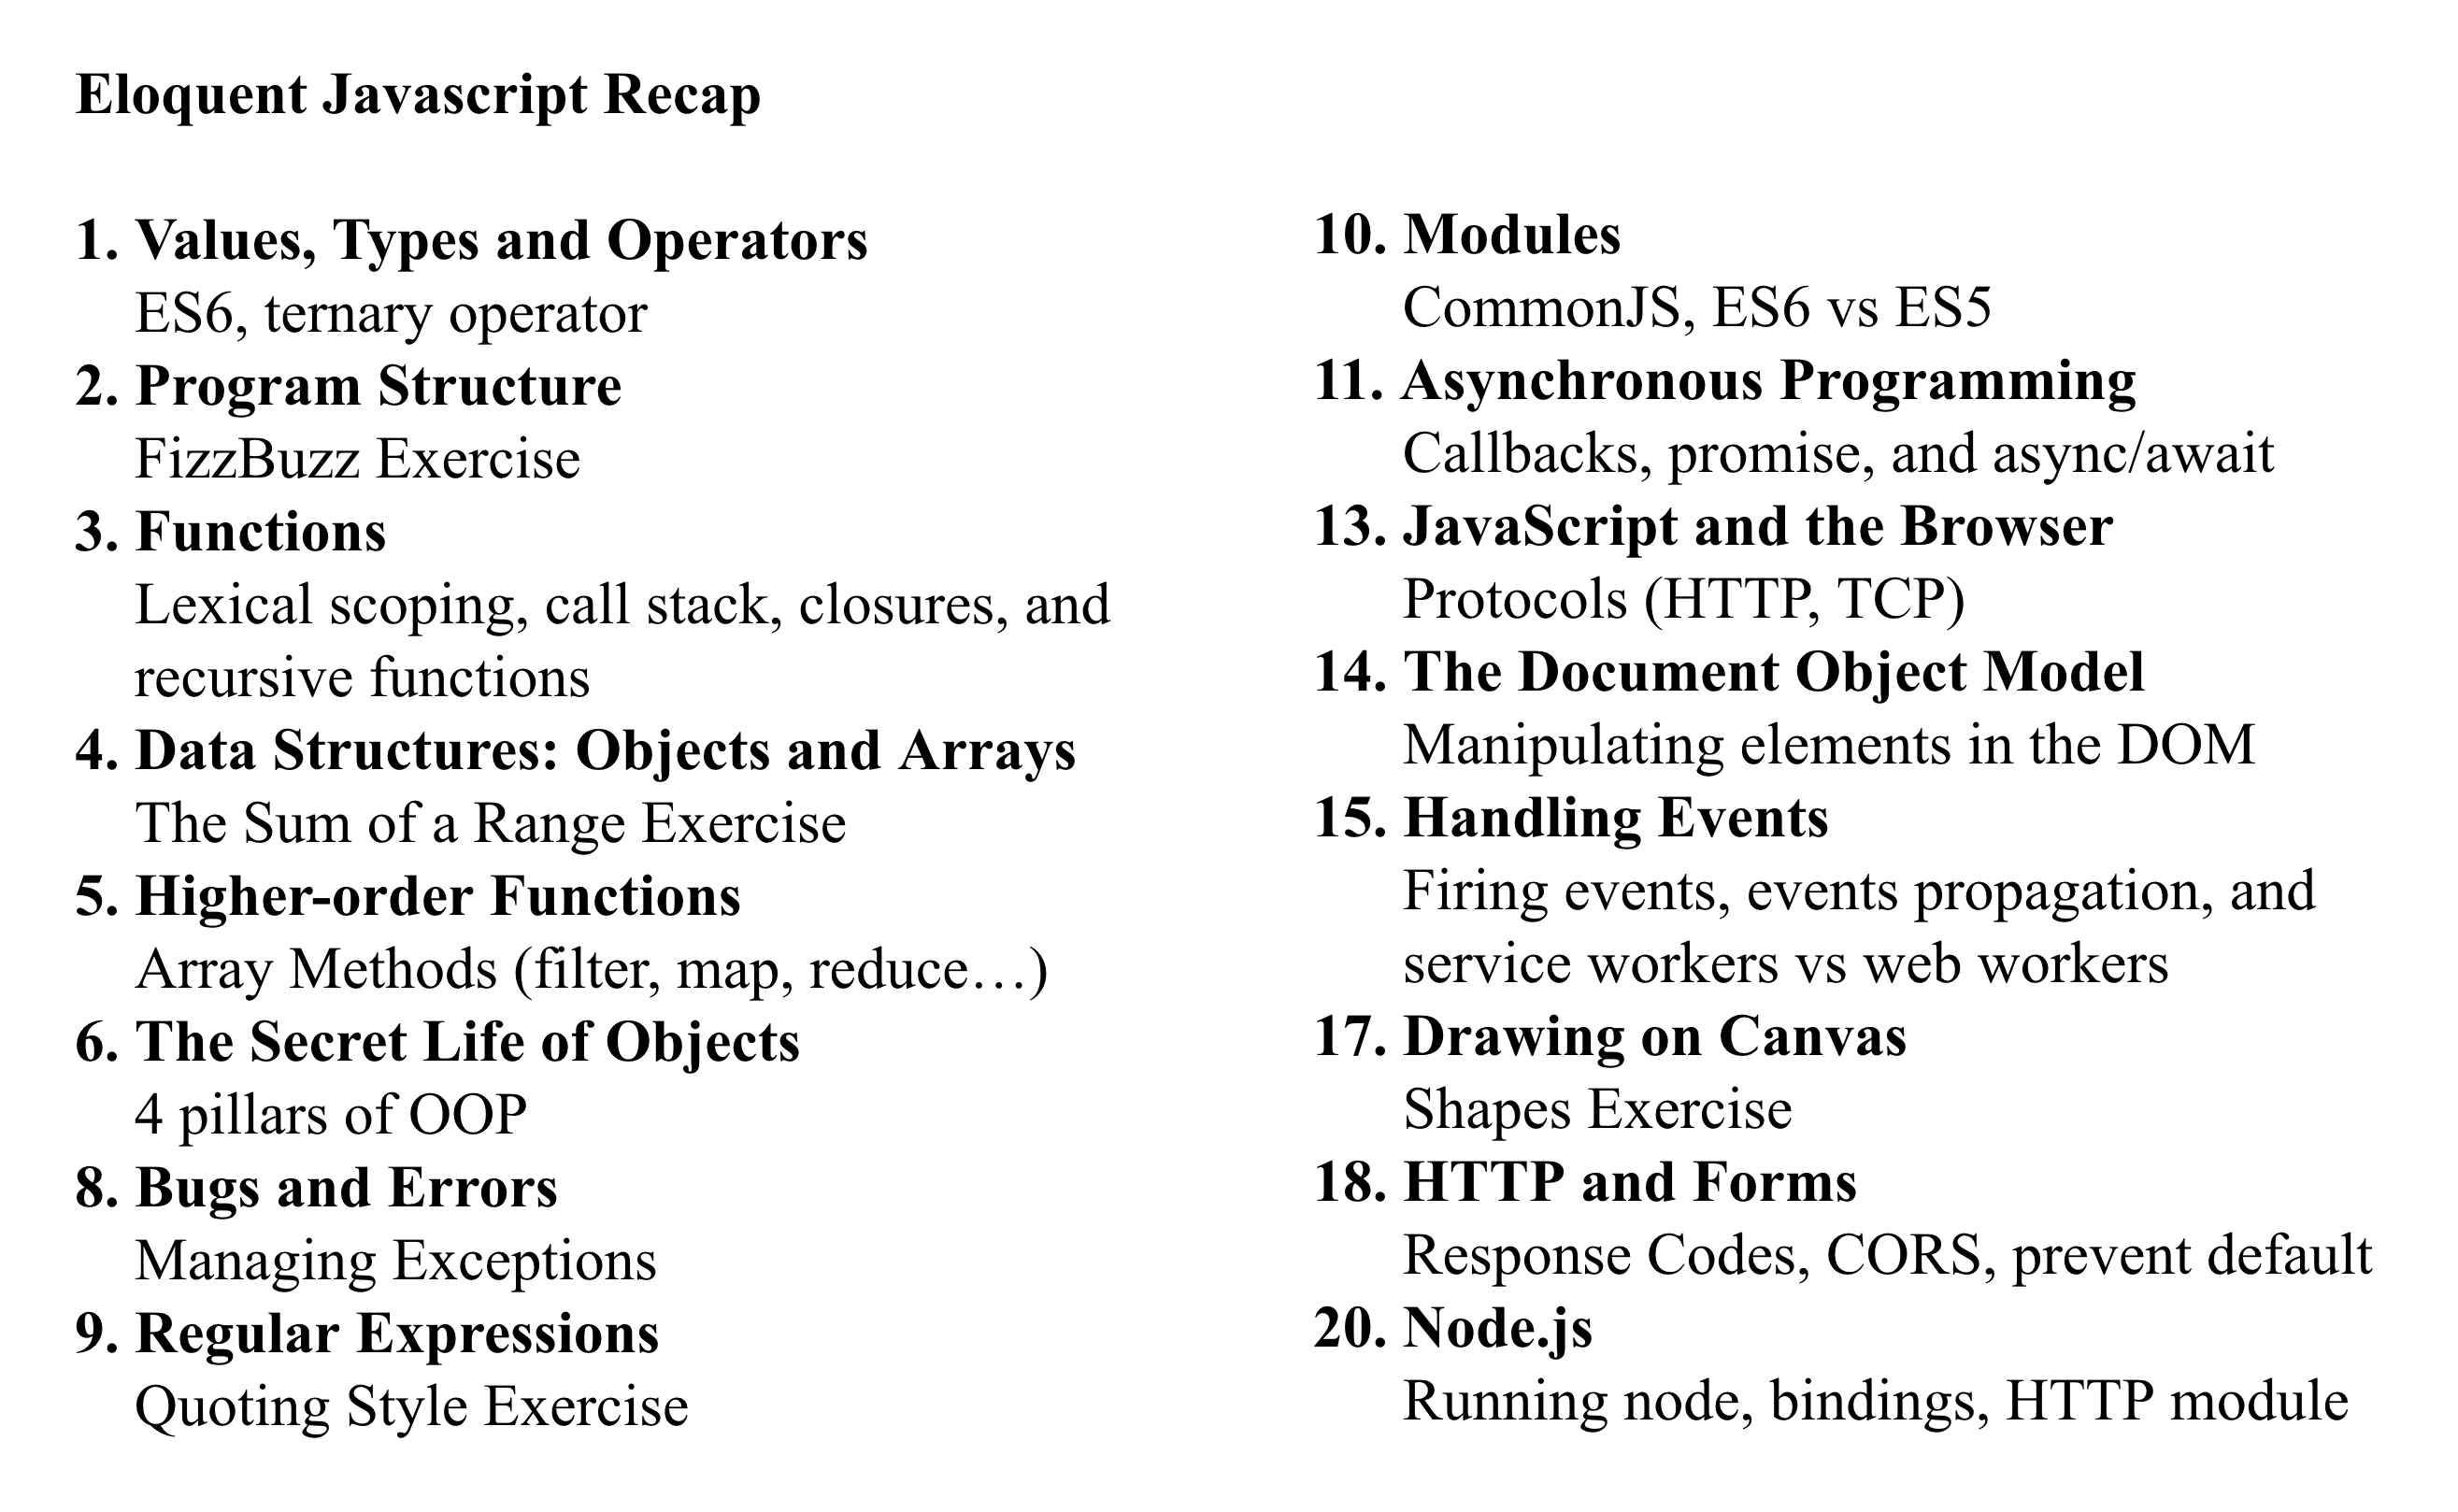 Eloquent Javascript Recap
1. Values, Types and Operators
ES6, ternary operator
2. Program Structure
FizzBuzz Exercise
3. Functions
Lexical scoping, call stack, closures, and
recursive functions
4. Data Structures: Objects and Arrays
The Sum of a Range Exercise
5. Higher-order Functions
Array Methods (filter, map, reduce…)
6. The Secret Life of Objects
4 pillars of OOP
8. Bugs and Errors
Managing Exceptions
9. Regular Expressions
Quoting Style Exercise
10. Modules
CommonJS, ES6 vs ES5
11. Asynchronous Programming
Callbacks, promise, and async/await
13. JavaScript and the Browser
Protocols (HTTP, TCP)
14. The Document Object Model
Manipulating elements in the DOM
15. Handling Events
Firing events, events propagation, and
service workers vs web workers
17. Drawing on Canvas
Shapes Exercise
18. HTTP and Forms
Response Codes, CORS, prevent default
20. Node.js
Running node, bindings, HTTP module